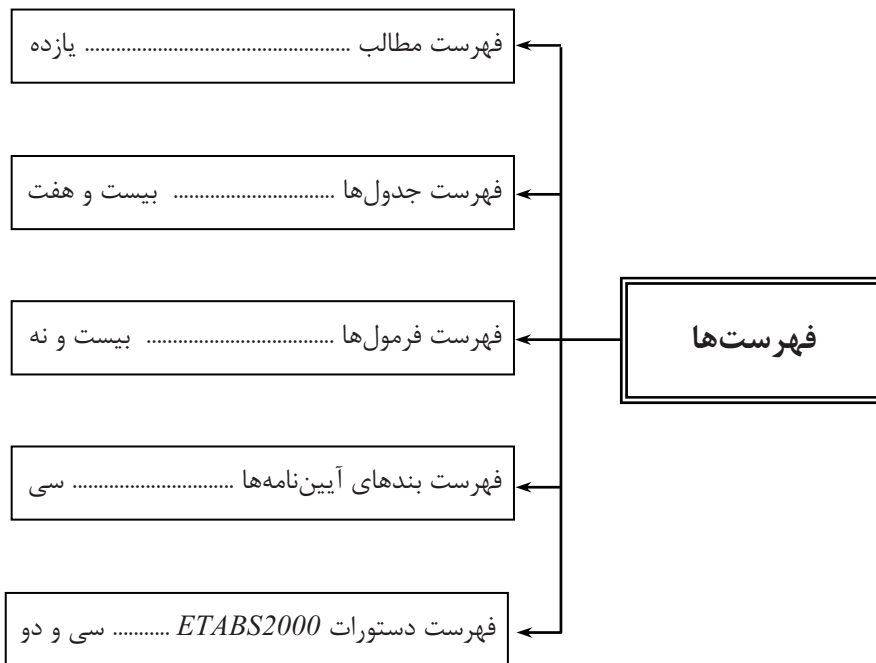 فهرست‌ها
فهرست مطالب .................................................... یازده
فهرست جدول‌ها ................................ بیست و هفت
فهرست فرمول‌ها ..................................... بیست و نه
فهرست بندهای آیین‌نامه‌ها .............................. سی
فهرست دستورات ETABS2000 ........... سی و دو